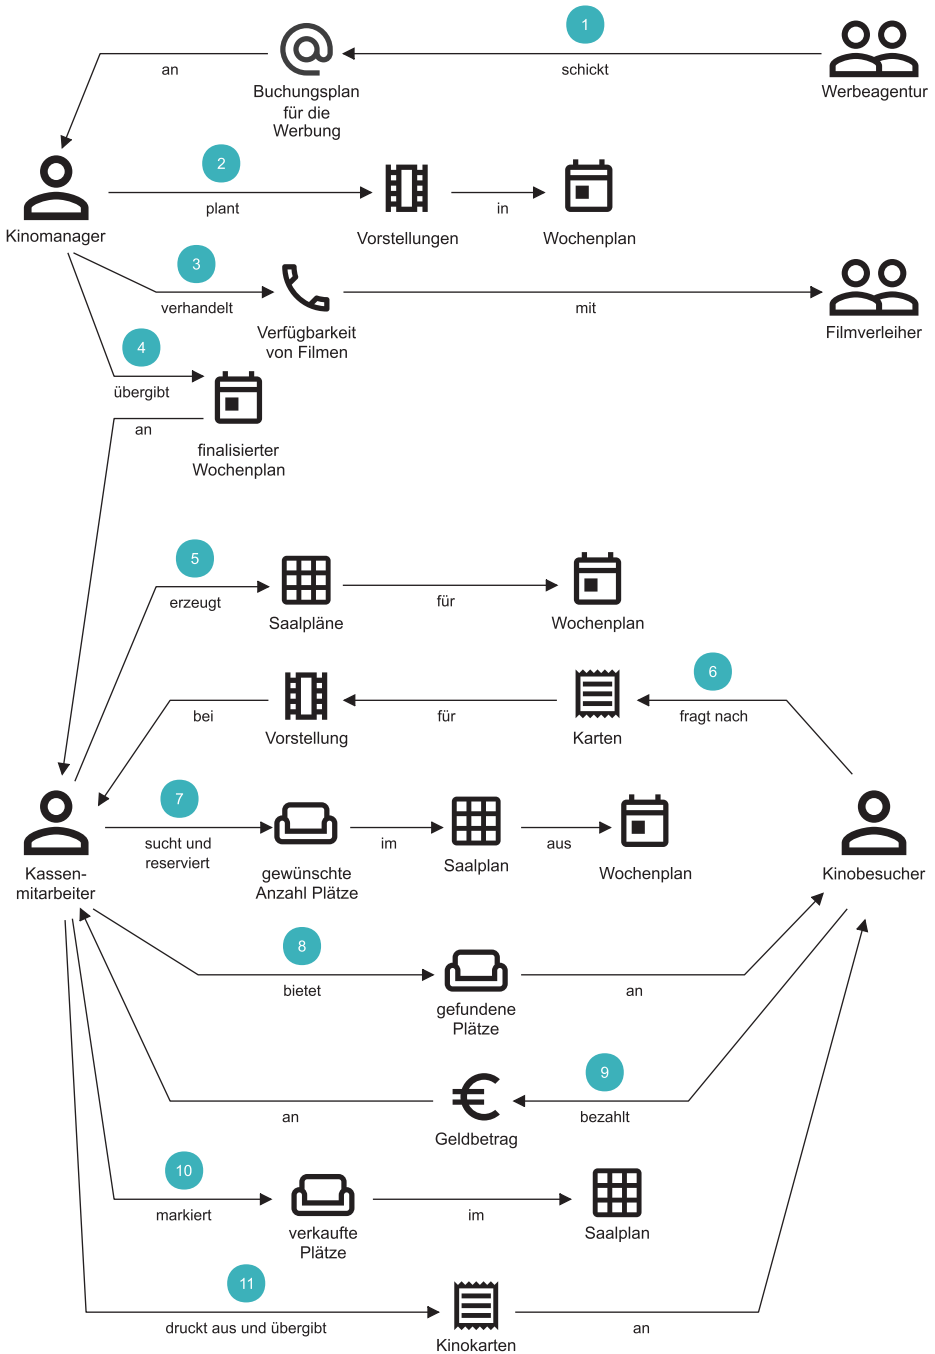 1
an
schickt
Buchungsplan
für die
Werbung
Werbeagentur
2
plant
in
Kinomanager
Vorstellungen
Wochenplan
3
verhandelt
mit
Verfügbarkeit
von Filmen
Filmverleiher
4
übergibt
an
finalisierter
Wochenplan
5
erzeugt
für
Saalpläne
Wochenplan
6
bei
für
fragt nach
Vorstellung
Karten
7
sucht und
reserviert
im
aus
Kassen-
mitarbeiter
gewünschte
Anzahl Plätze
Saalplan
Wochenplan
Kinobesucher
8
bietet
an
gefundene
Plätze
9
an
bezahlt
Geldbetrag
10
markiert
im
verkaufte
Plätze
Saalplan
11
druckt aus und übergibt
an
Kinokarten